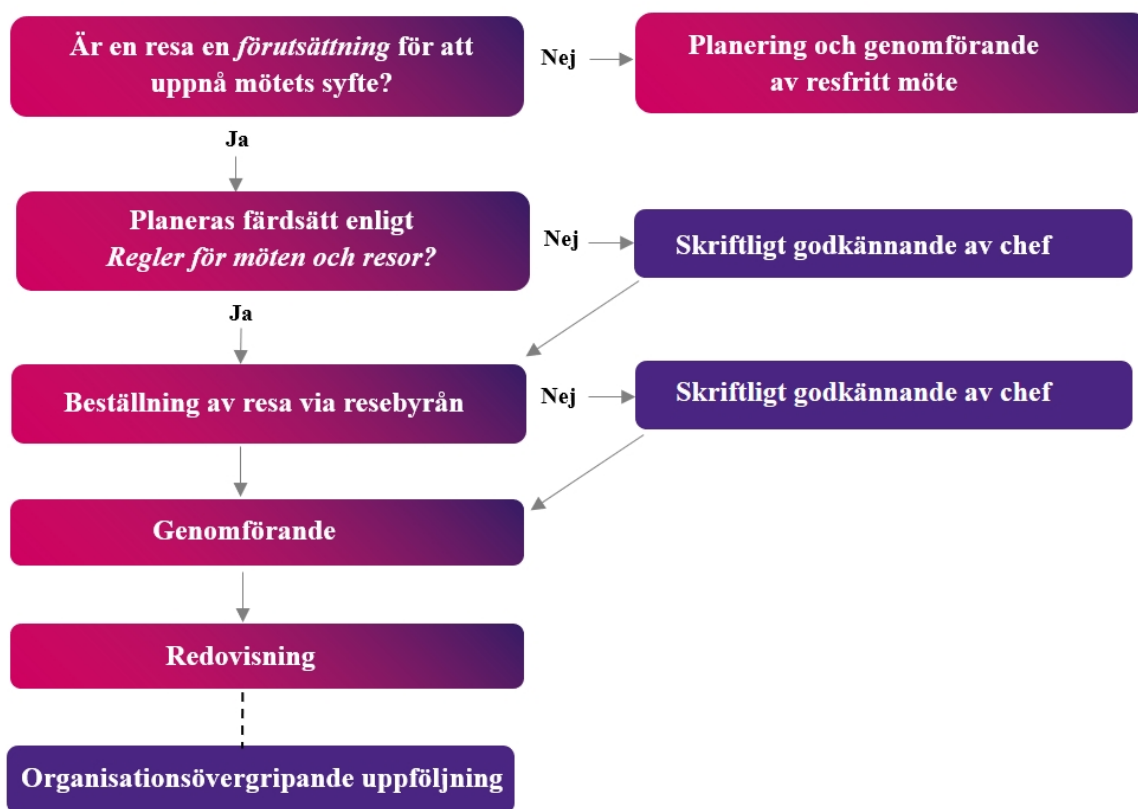 Är en resa en förutsättning för att
uppnå mötets syfte?
Nej
Planering och genomförande
av resfritt möte
Ja
Planeras färdsätt enligt
Regler för möten och resor?
Nej
Skriftligt godkännande av chef
Ja
Beställning av resa via resebyrån
Nej
Skriftligt godkännande av chef
Genomförande
Redovisning
Organisationsövergripande uppföljning